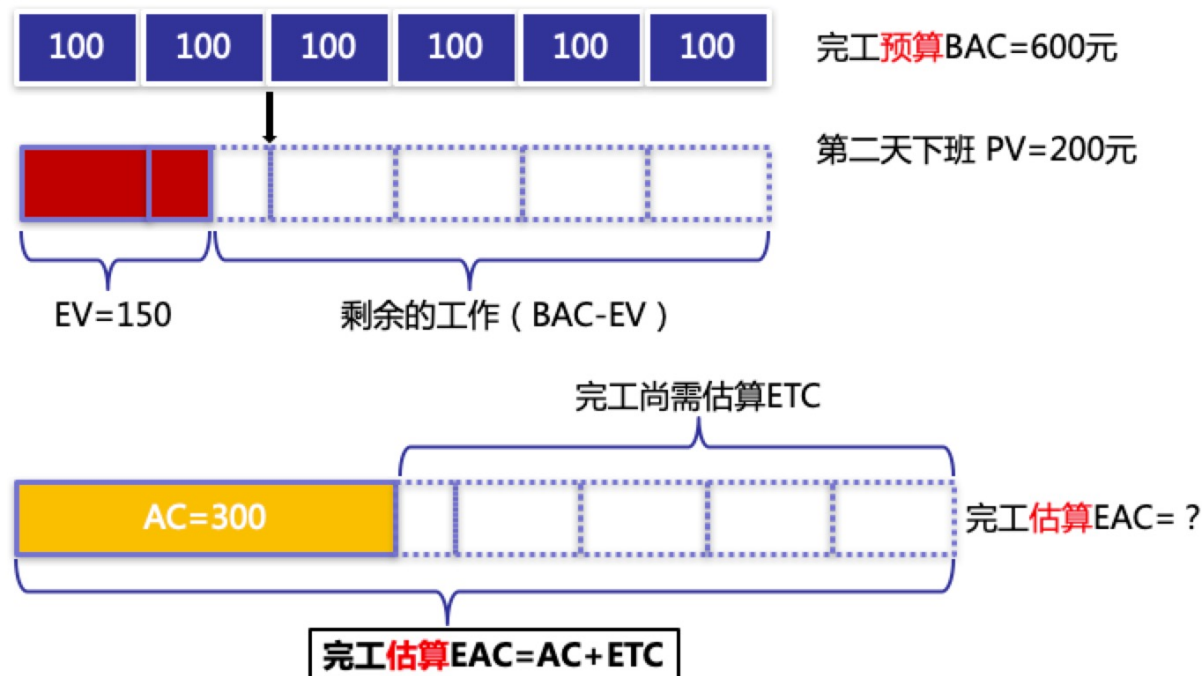 100 100 100 100 100 100 完工预算BAC=600元
第二天下班 PV=200元
EV=150 剩余的工作（BAC-EV）
完工尚需估算ETC
AC=300 完工估算EAC=？
完工估算EAC=AC+ETC